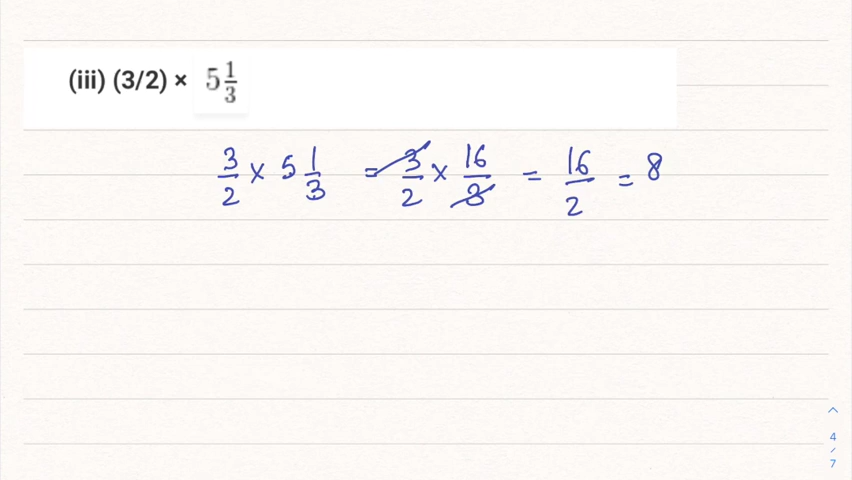 (iii) (3/2) × 5 1/3
3/2 × 5 1/3 = 3/2 × 16/3 = 16/2 = 8
4
/
7